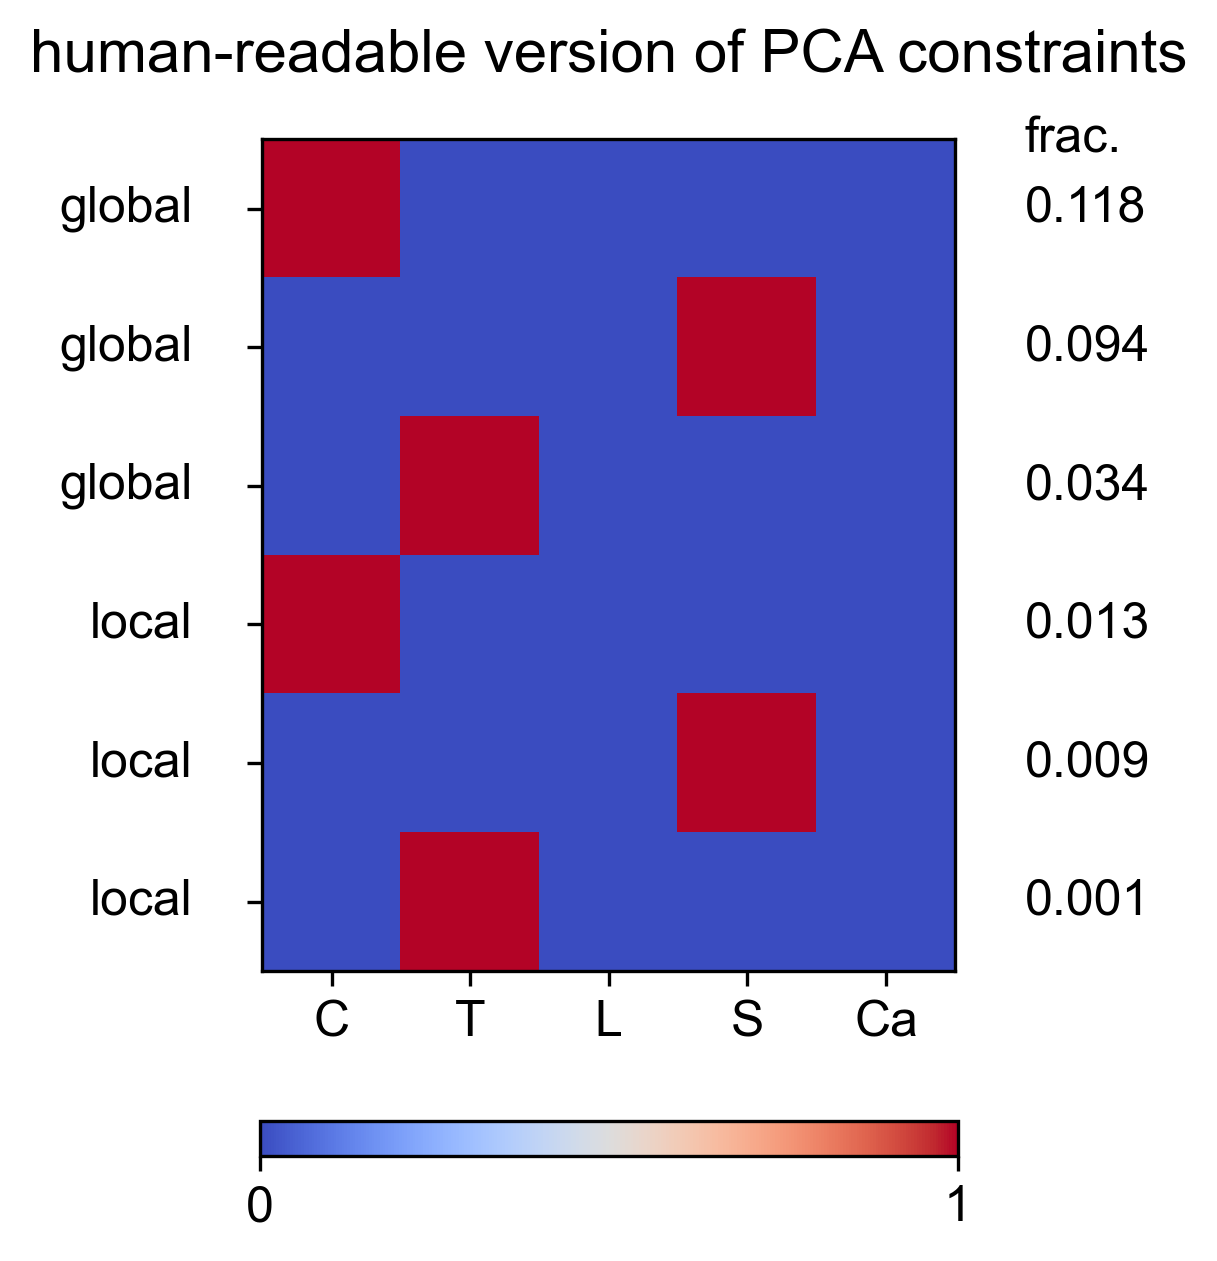 human-readable version of PCA constraints
frac.
global 0.118
global 0.094
global 0.034
local 0.013
local 0.009
local 0.001
C T L S Ca
0 1